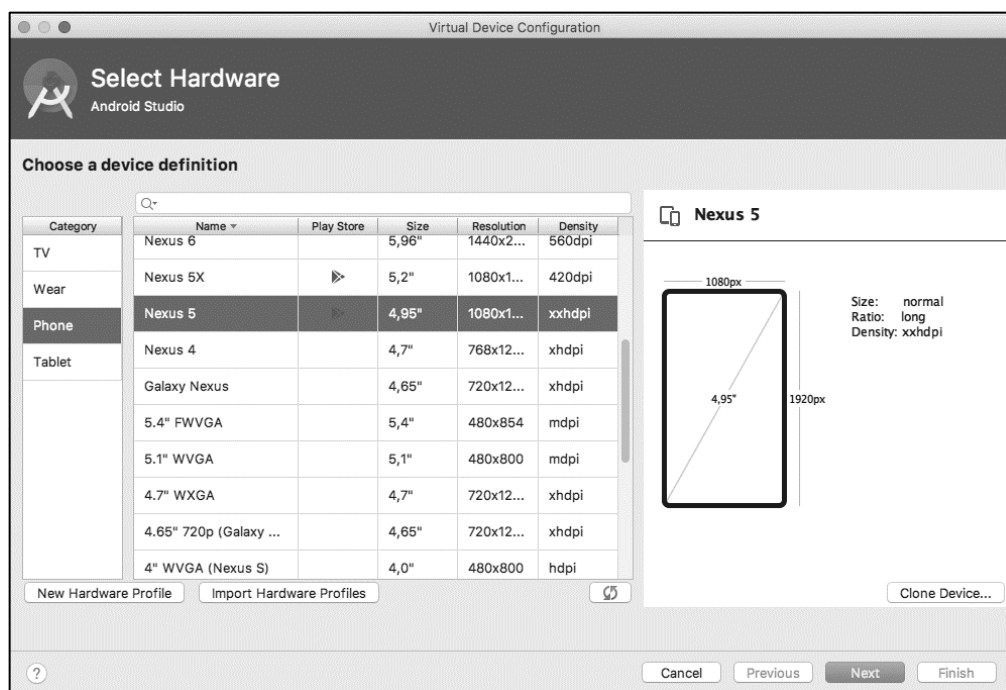 Virtual Device Configuration
Select Hardware
Android Studio
Choose a device definition
Category
TV
Wear
Phone
Tablet
Name Play Store Size Resolution Density
Nexus 6 5,96" 1440x2... 560dpi
Nexus 5X 5,2" 1080x1... 420dpi
Nexus 5 4,95" 1080x1... xxhdpi
Nexus 4 4,7" 768x12... xhdpi
Galaxy Nexus 4,65" 720x12... xhdpi
5.4" FWVGA 5,4" 480x854 mdpi
5.1" WVGA 5,1" 480x800 mdpi
4.7" WXGA 4,7" 720x12... xhdpi
4.65" 720p (Galaxy ... 4,65" 720x12... xhdpi
4" WVGA (Nexus S) 4,0" 480x800 hdpi
New Hardware Profile Import Hardware Profiles
Nexus 5
1080px
4,95"
1920px
Size: normal
Ratio: long
Density: xxhdpi
Clone Device...
? Cancel Previous Next Finish